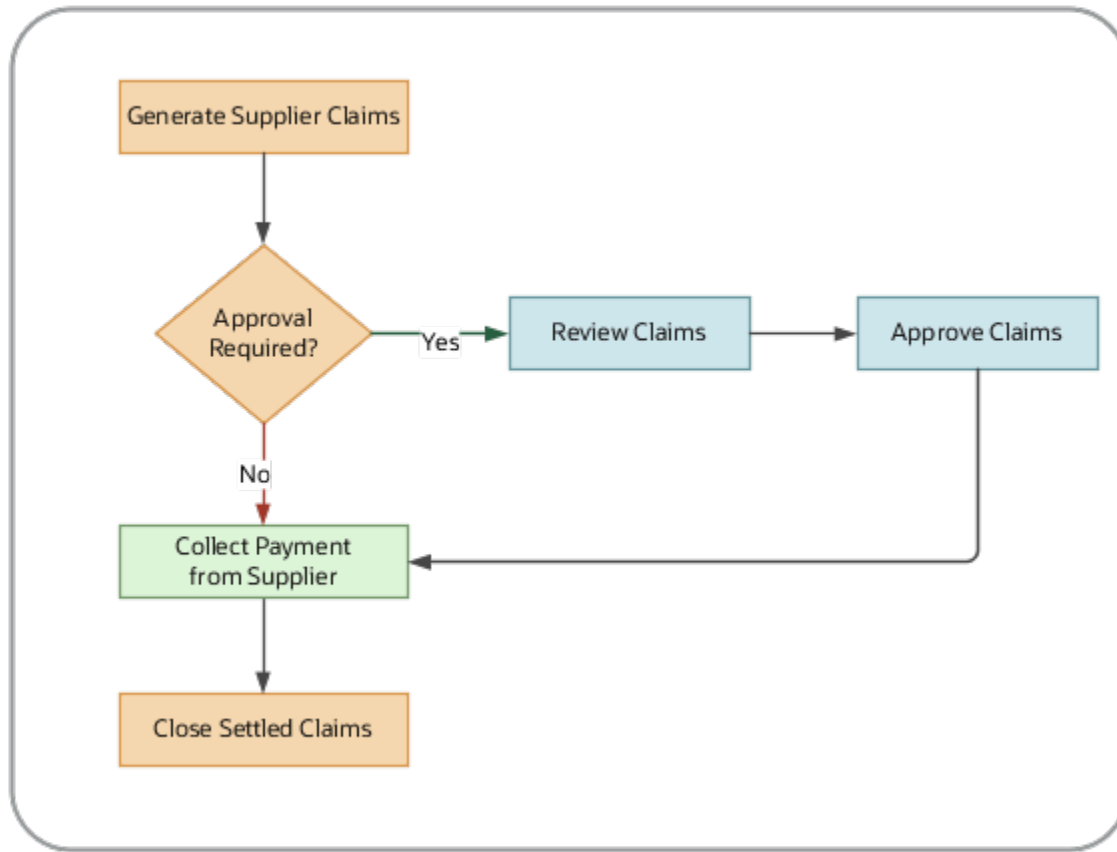 Generate Supplier Claims
Approval
Required?
Yes
Review Claims
Approve Claims
No
Collect Payment
from Supplier
Close Settled Claims